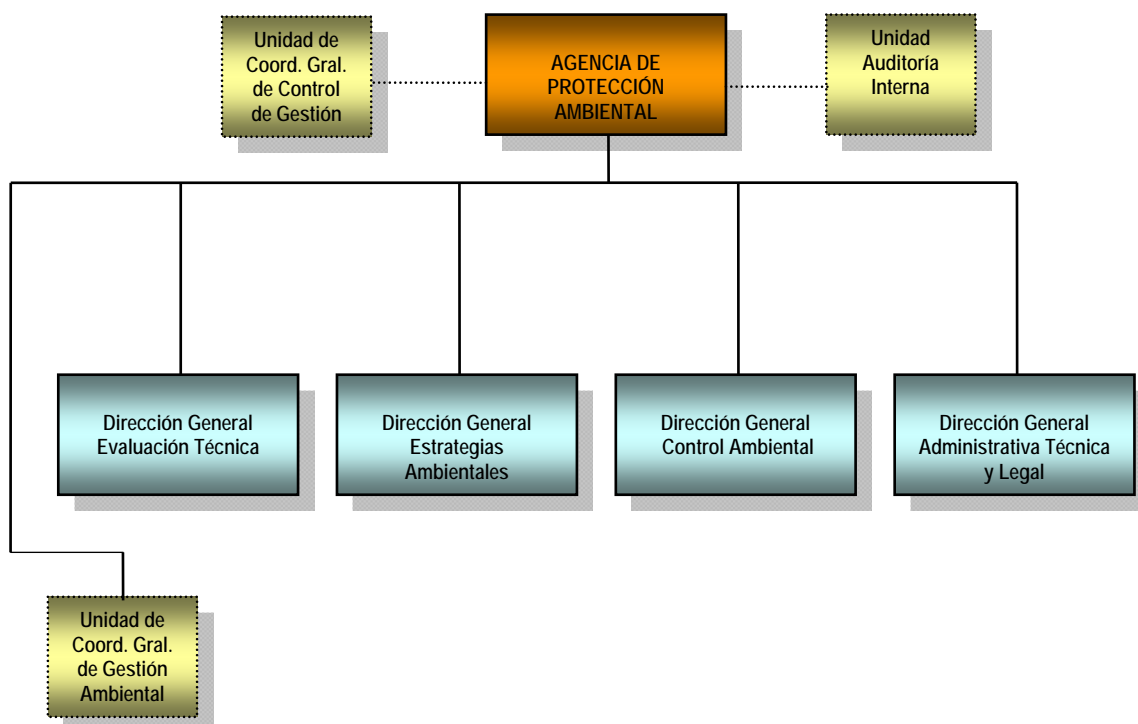 Unidad de
Coord. Gral.
de Control
de Gestión
AGENCIA DE
PROTECCIÓN
AMBIENTAL
Unidad
Auditoría
Interna
Dirección General
Evaluación Técnica
Dirección General
Estrategias
Ambientales
Dirección General
Control Ambiental
Dirección General
Administrativa Técnica
y Legal
Unidad de
Coord. Gral.
de Gestión
Ambiental